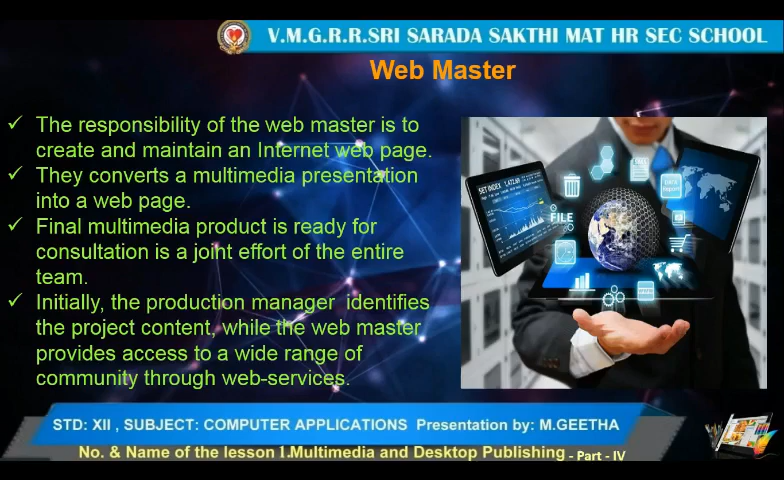 V.M.G.R.R.SRI SARADA SAKTHI MAT HR SEC SCHOOL
Web Master
✓ The responsibility of the web master is to
create and maintain an Internet web page.
✓ They converts a multimedia presentation
into a web page.
✓ Final multimedia product is ready for
consultation is a joint effort of the entire
team.
✓ Initially, the production manager identifies
the project content, while the web master
provides access to a wide range of
community through web-services.
SET INDEX
FILE
STD: XII , SUBJECT: COMPUTER APPLICATIONS Presentation by: M.GEETHA
No. & Name of the lesson 1.Multimedia and Desktop Publishing - Part - IV